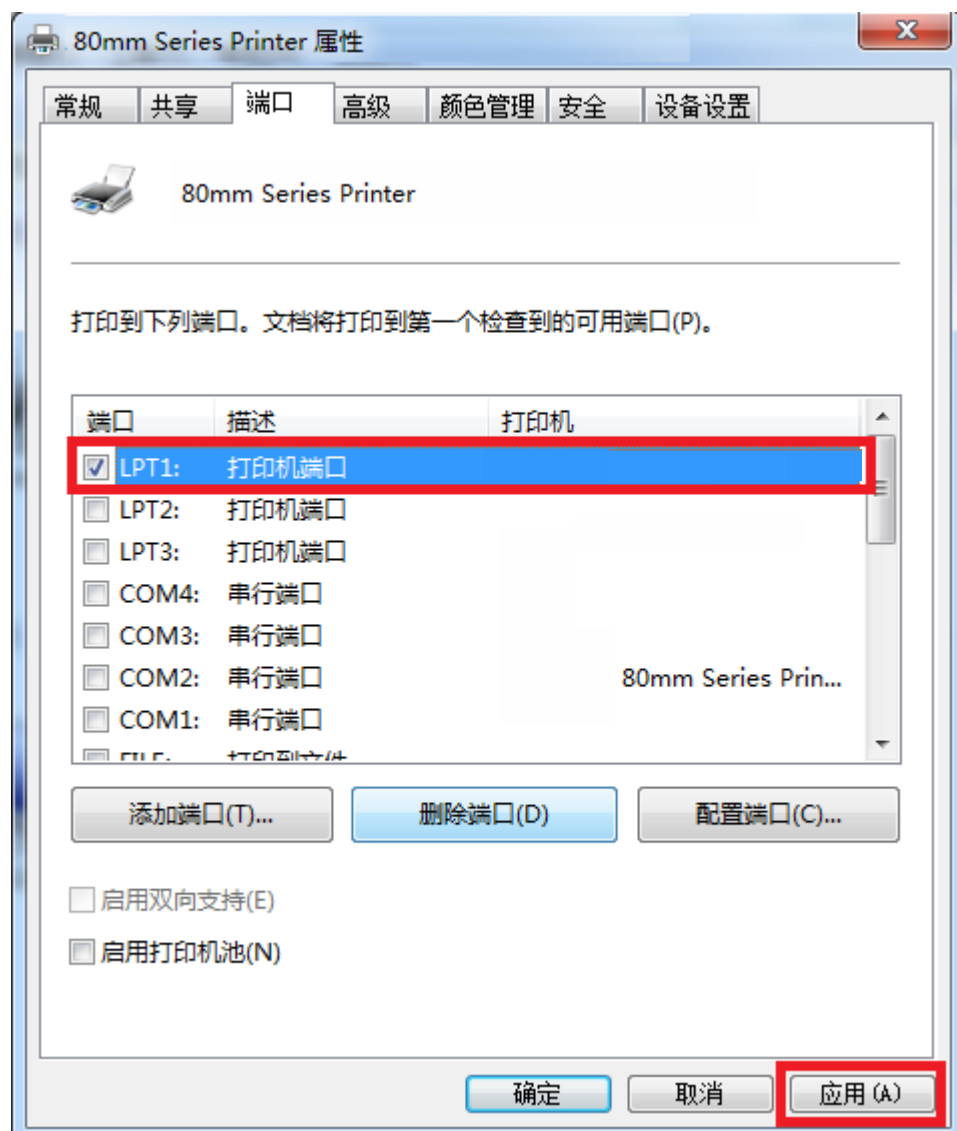 80mm Series Printer 属性
常规 共享 端口 高级 颜色管理 安全 设备设置
80mm Series Printer
打印到下列端口。文档将打印到第一个检查到的可用端口(P)。
端口 描述 打印机
LPT1: 打印机端口
LPT2: 打印机端口
LPT3: 打印机端口
COM4: 串行端口
COM3: 串行端口
COM2: 串行端口 80mm Series Prin...
COM1: 串行端口
FILE: 打印到文件
添加端口(T)... 删除端口(D) 配置端口(C)...
启用双向支持(E)
启用打印机池(N)
确定 取消 应用(A)